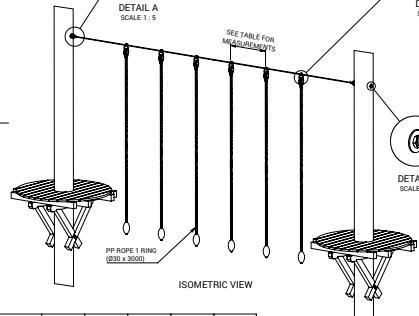 DETAIL A
SCALE 1 : 5
D
S
SEE TABLE FOR
MEASUREMENTS
DETA
SCALE
PP ROPE 1 RING
(Ø30 x 3000)
ISOMETRIC VIEW